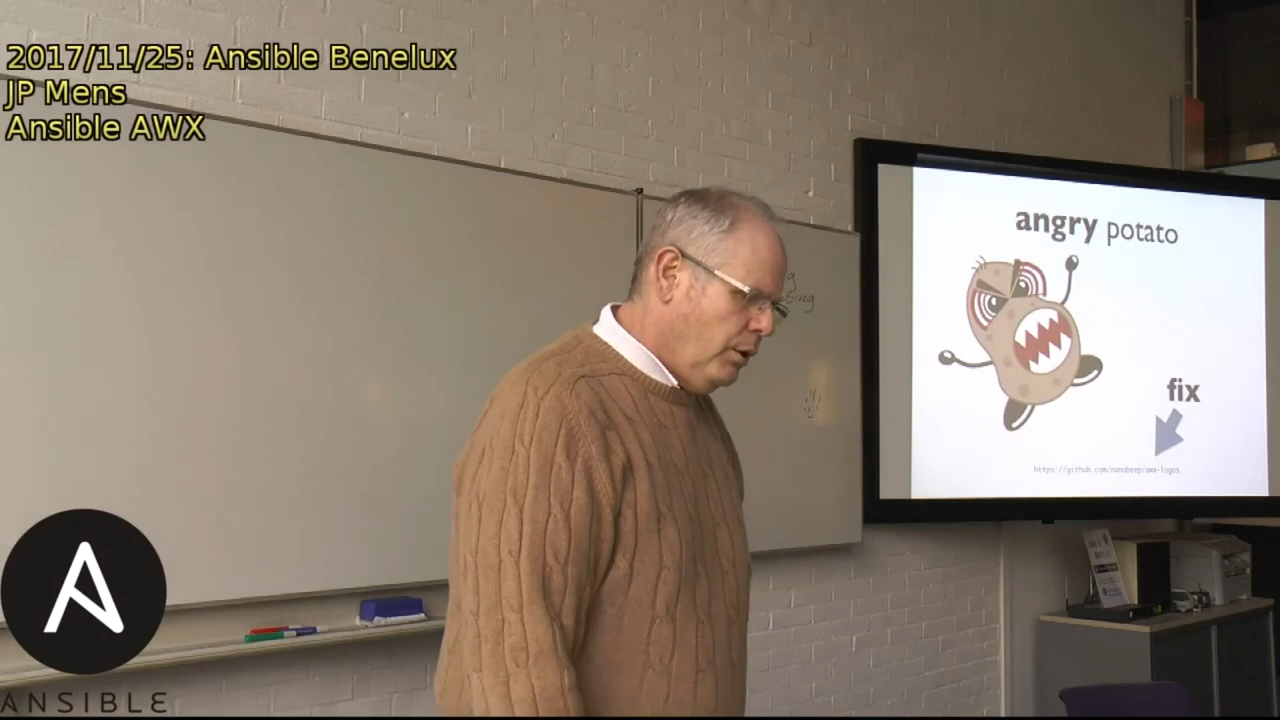 2017/11/25: Ansible Benelux
JP Mens
Ansible AWX
angry potato
fix
https://github.com/nanobeep/awx-logos
ANSIBLE